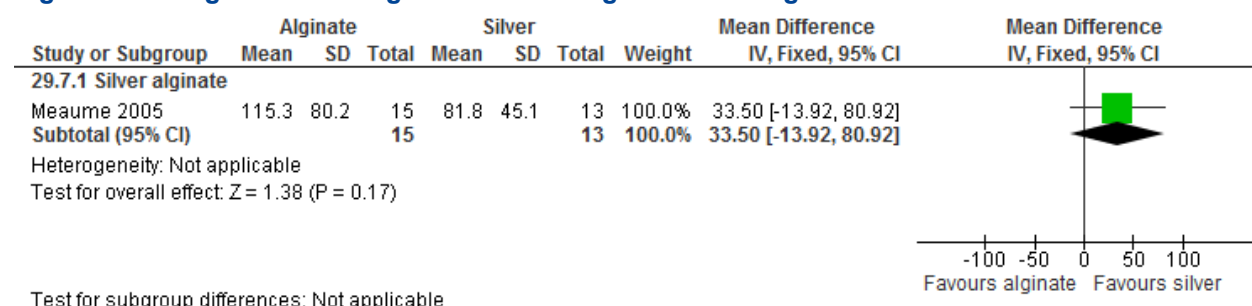 Alginate Silver Mean Difference Mean Difference
Study or Subgroup Mean SD Total Mean SD Total Weight IV, Fixed, 95% CI IV, Fixed, 95% CI
29.7.1 Silver alginate
Meaume 2005 115.3 80.2 15 81.8 45.1 13 100.0% 33.50 [-13.92, 80.92]
Subtotal (95% CI) 15 13 100.0% 33.50 [-13.92, 80.92]
Heterogeneity: Not applicable
Test for overall effect: Z = 1.38 (P = 0.17)
-100 -50 0 50 100
Favours alginate Favours silver
Test for subgroup differences: Not applicable